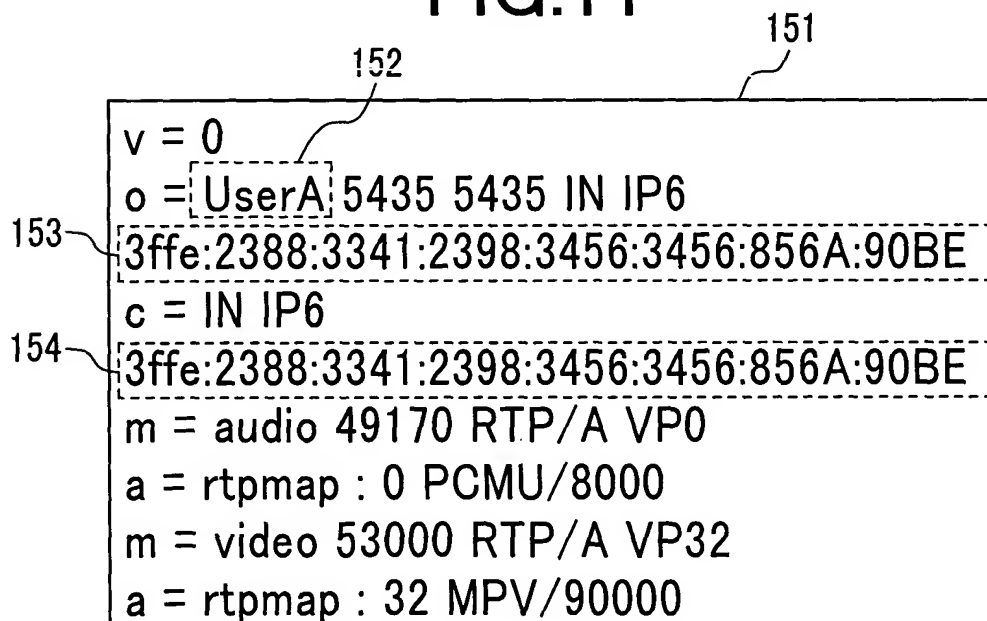 FIG.11
151
152
v = 0
o = UserA 5435 5435 IN IP6
153
3ffe:2388:3341:2398:3456:3456:856A:90BE
c = IN IP6
154
3ffe:2388:3341:2398:3456:3456:856A:90BE
m = audio 49170 RTP/A VP0
a = rtpmap : 0 PCMU/8000
m = video 53000 RTP/A VP32
a = rtpmap : 32 MPV/90000